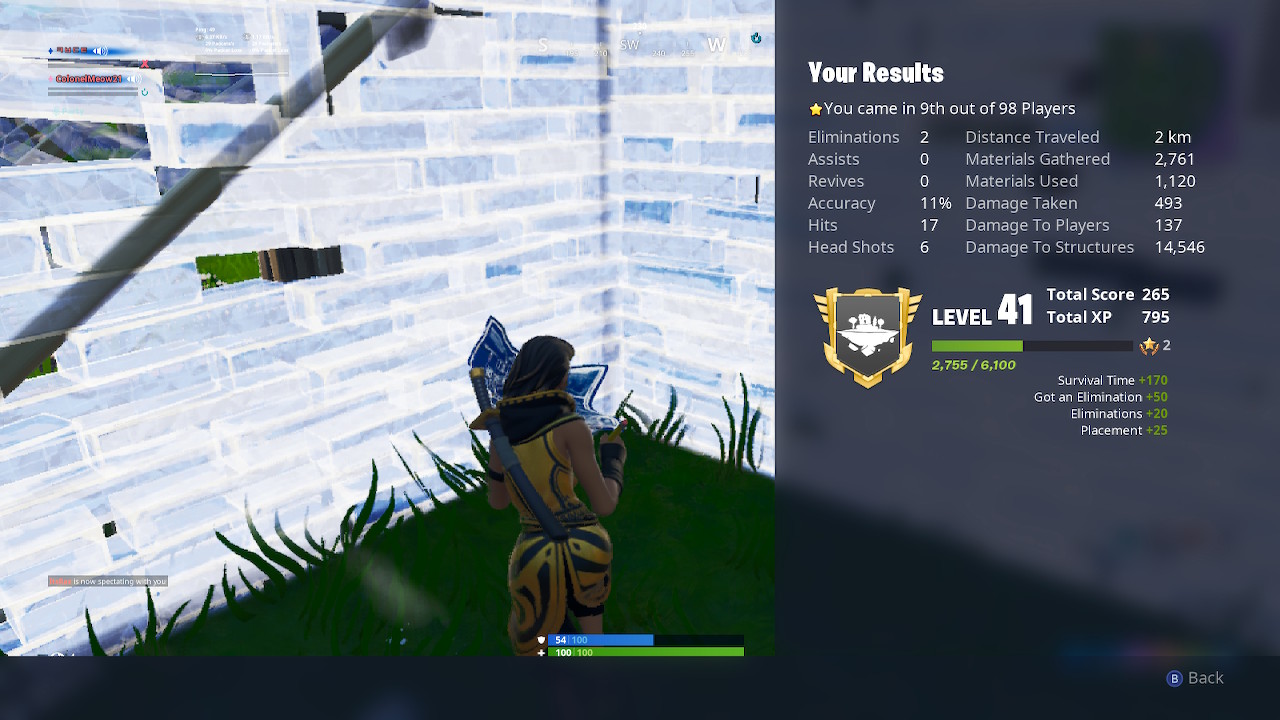 Your Results
You came in 9th out of 98 Players
Eliminations 2 Distance Traveled 2 km
Assists 0 Materials Gathered 2,761
Revives 0 Materials Used 1,120
Accuracy 11% Damage Taken 493
Hits 17 Damage To Players 137
Head Shots 6 Damage To Structures 14,546
LEVEL 41 Total Score 265
Total XP 795
2
2,755 / 6,100
Survival Time +170
Got an Elimination +50
Eliminations +20
Placement +25
S SW 240 W
ColonelMeow21
is now spectating with you
54 100
100 100
B Back